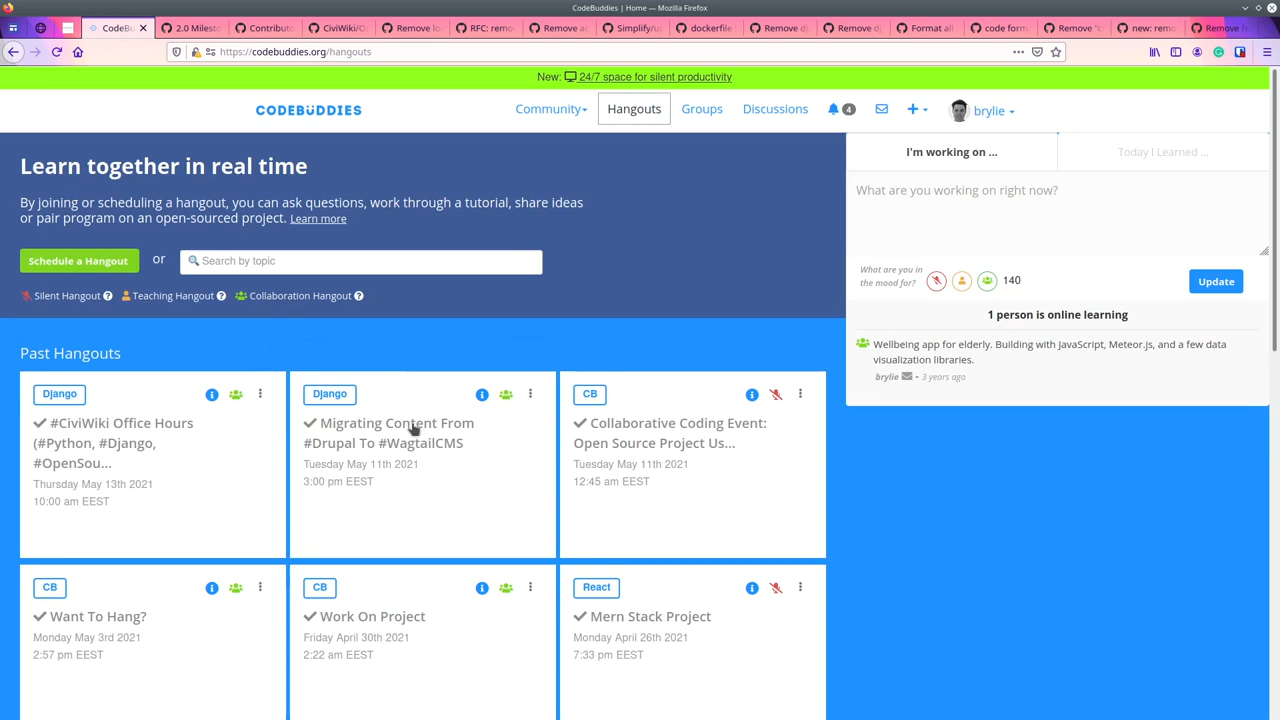 CodeBuddies | Home — Mozilla Firefox
CodeBu
2.0 Milest
Contribut
CiviWiki/O
Remove lo
RFC: remo
Remove ac
Simplify/u
dockerfile
Remove dj
Remove dj
Format all
code form
Remove "c
new: remo
Remove fe
https://codebuddies.org/hangouts
New: 24/7 space for silent productivity
CODEBÜDDIES
Community
Hangouts
Groups
Discussions
4
brylie
Learn together in real time
By joining or scheduling a hangout, you can ask questions, work through a tutorial, share ideas
or pair program on an open-sourced project. Learn more
Schedule a Hangout
or
Search by topic
Silent Hangout
Teaching Hangout
Collaboration Hangout
I'm working on ...
Today I Learned ...
What are you working on right now?
What are you in
the mood for?
140
Update
1 person is online learning
Wellbeing app for elderly. Building with JavaScript, Meteor.js, and a few data
visualization libraries.
brylie - 3 years ago
Past Hangouts
Django
#CiviWiki Office Hours
(#Python, #Django,
#OpenSou...
Thursday May 13th 2021
10:00 am EEST
Django
Migrating Content From
#Drupal To #WagtailCMS
Tuesday May 11th 2021
3:00 pm EEST
CB
Collaborative Coding Event:
Open Source Project Us...
Tuesday May 11th 2021
12:45 am EEST
CB
Want To Hang?
Monday May 3rd 2021
2:57 pm EEST
CB
Work On Project
Friday April 30th 2021
2:22 am EEST
React
Mern Stack Project
Monday April 26th 2021
7:33 pm EEST